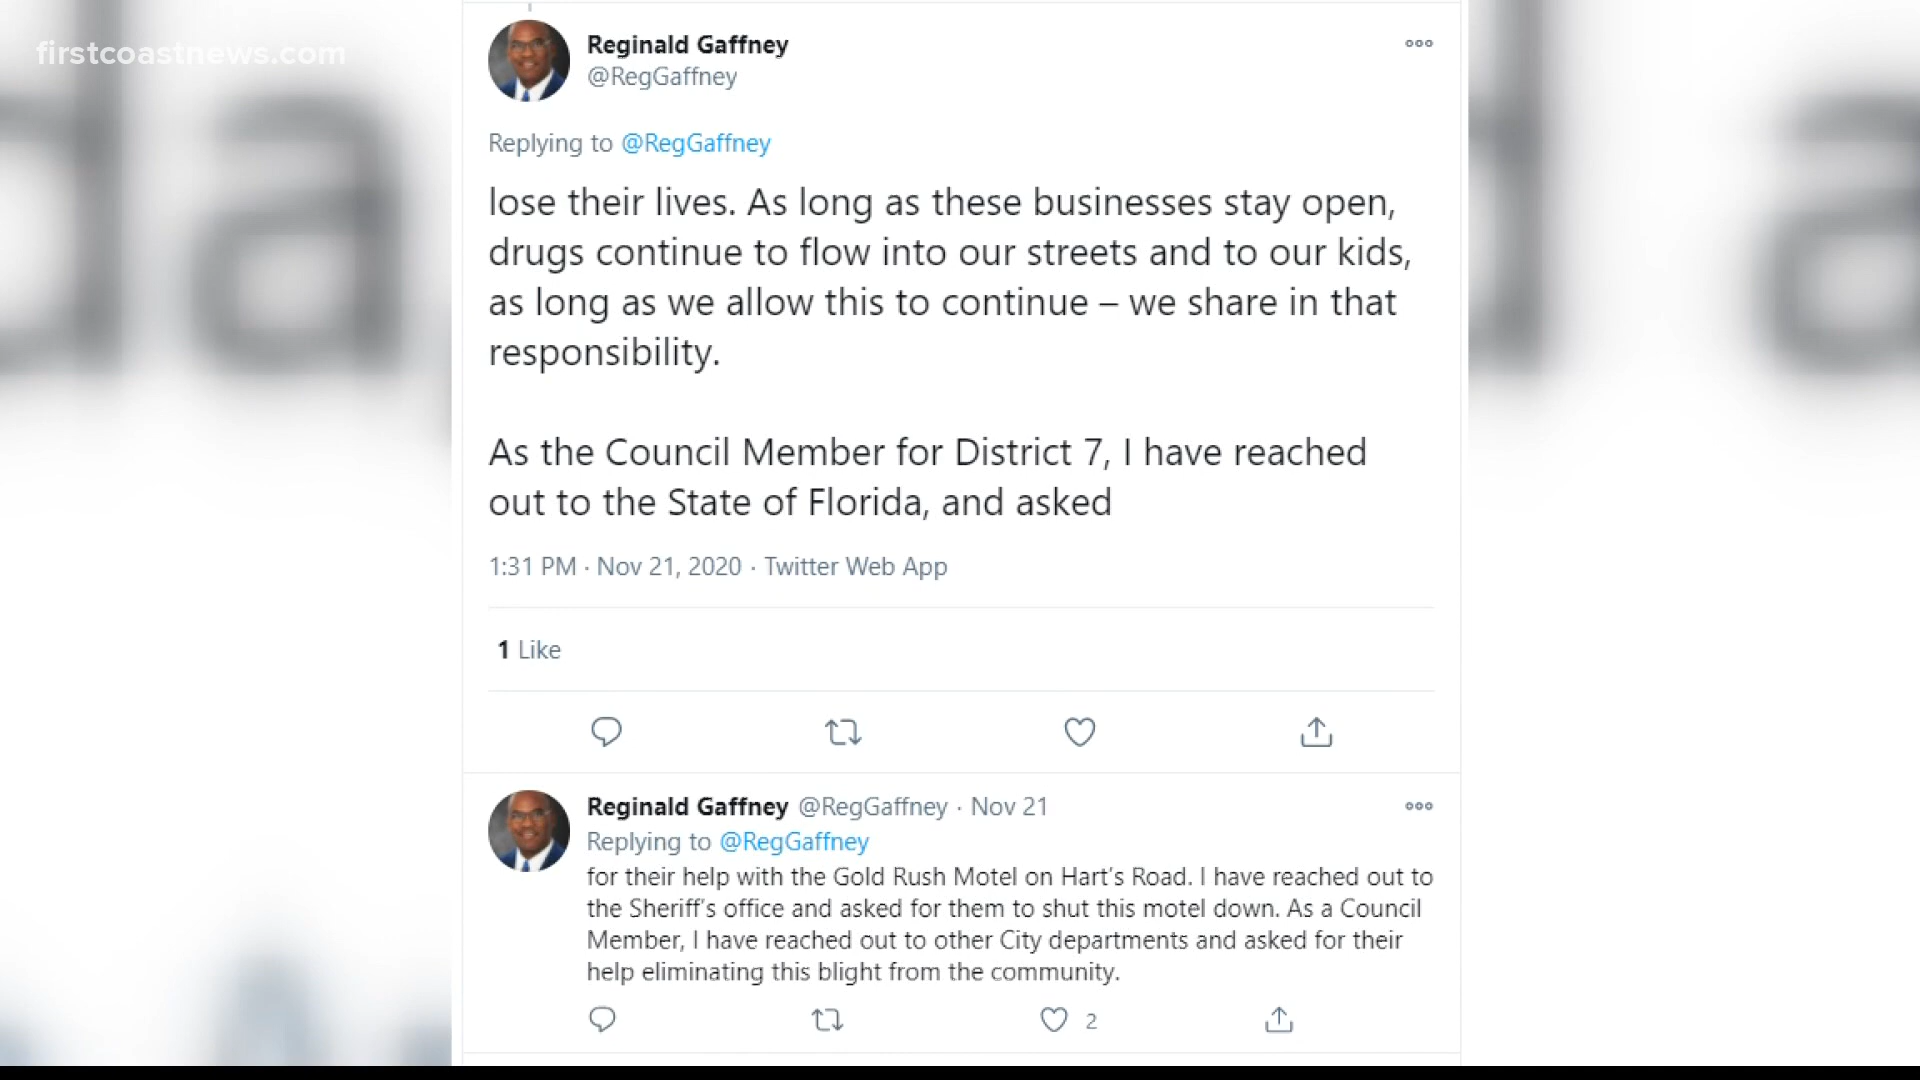 firstcoastnews.com
Reginald Gaffney
@RegGaffney
Replying to @RegGaffney
lose their lives. As long as these businesses stay open,
drugs continue to flow into our streets and to our kids,
as long as we allow this to continue – we share in that
responsibility.
As the Council Member for District 7, I have reached
out to the State of Florida, and asked
1:31 PM · Nov 21, 2020 · Twitter Web App
1 Like
Reginald Gaffney @RegGaffney · Nov 21
Replying to @RegGaffney
for their help with the Gold Rush Motel on Hart's Road. I have reached out to
the Sheriff's office and asked for them to shut this motel down. As a Council
Member, I have reached out to other City departments and asked for their
help eliminating this blight from the community.
2